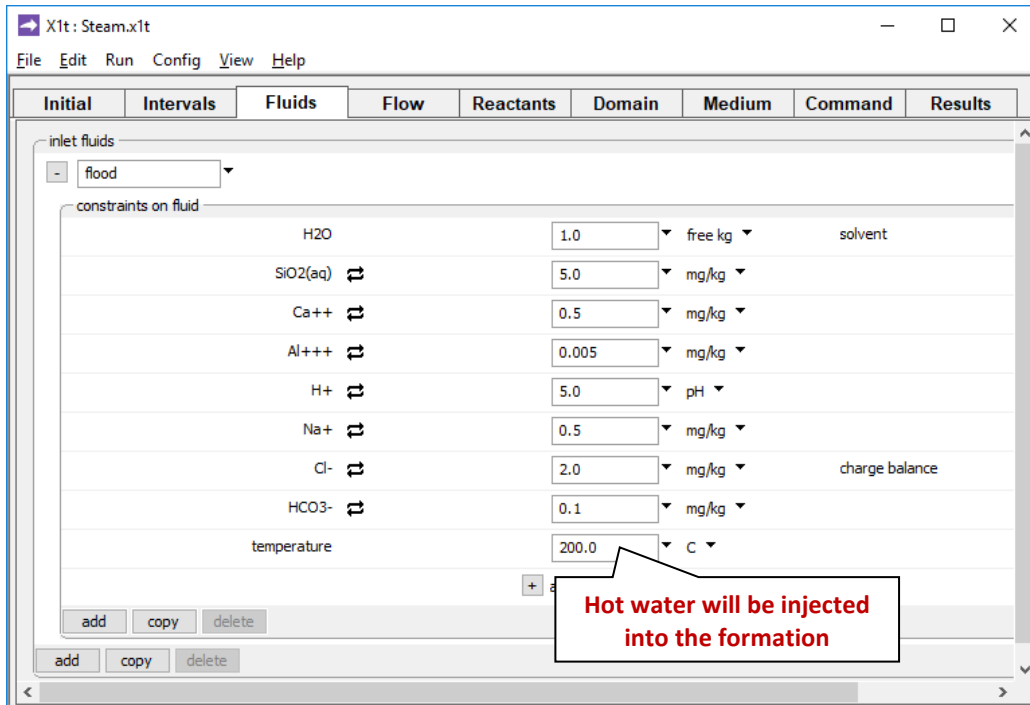 X1t : Steam.x1t
File Edit Run Config View Help
Initial Intervals Fluids Flow Reactants Domain Medium Command Results
inlet fluids
- flood
constraints on fluid
H2O 1.0 free kg solvent
SiO2(aq) 5.0 mg/kg
Ca++ 0.5 mg/kg
Al+++ 0.005 mg/kg
H+ 5.0 pH
Na+ 0.5 mg/kg
Cl- 2.0 mg/kg charge balance
HCO3- 0.1 mg/kg
temperature 200.0 C
+
Hot water will be injected
into the formation
add copy delete
add copy delete